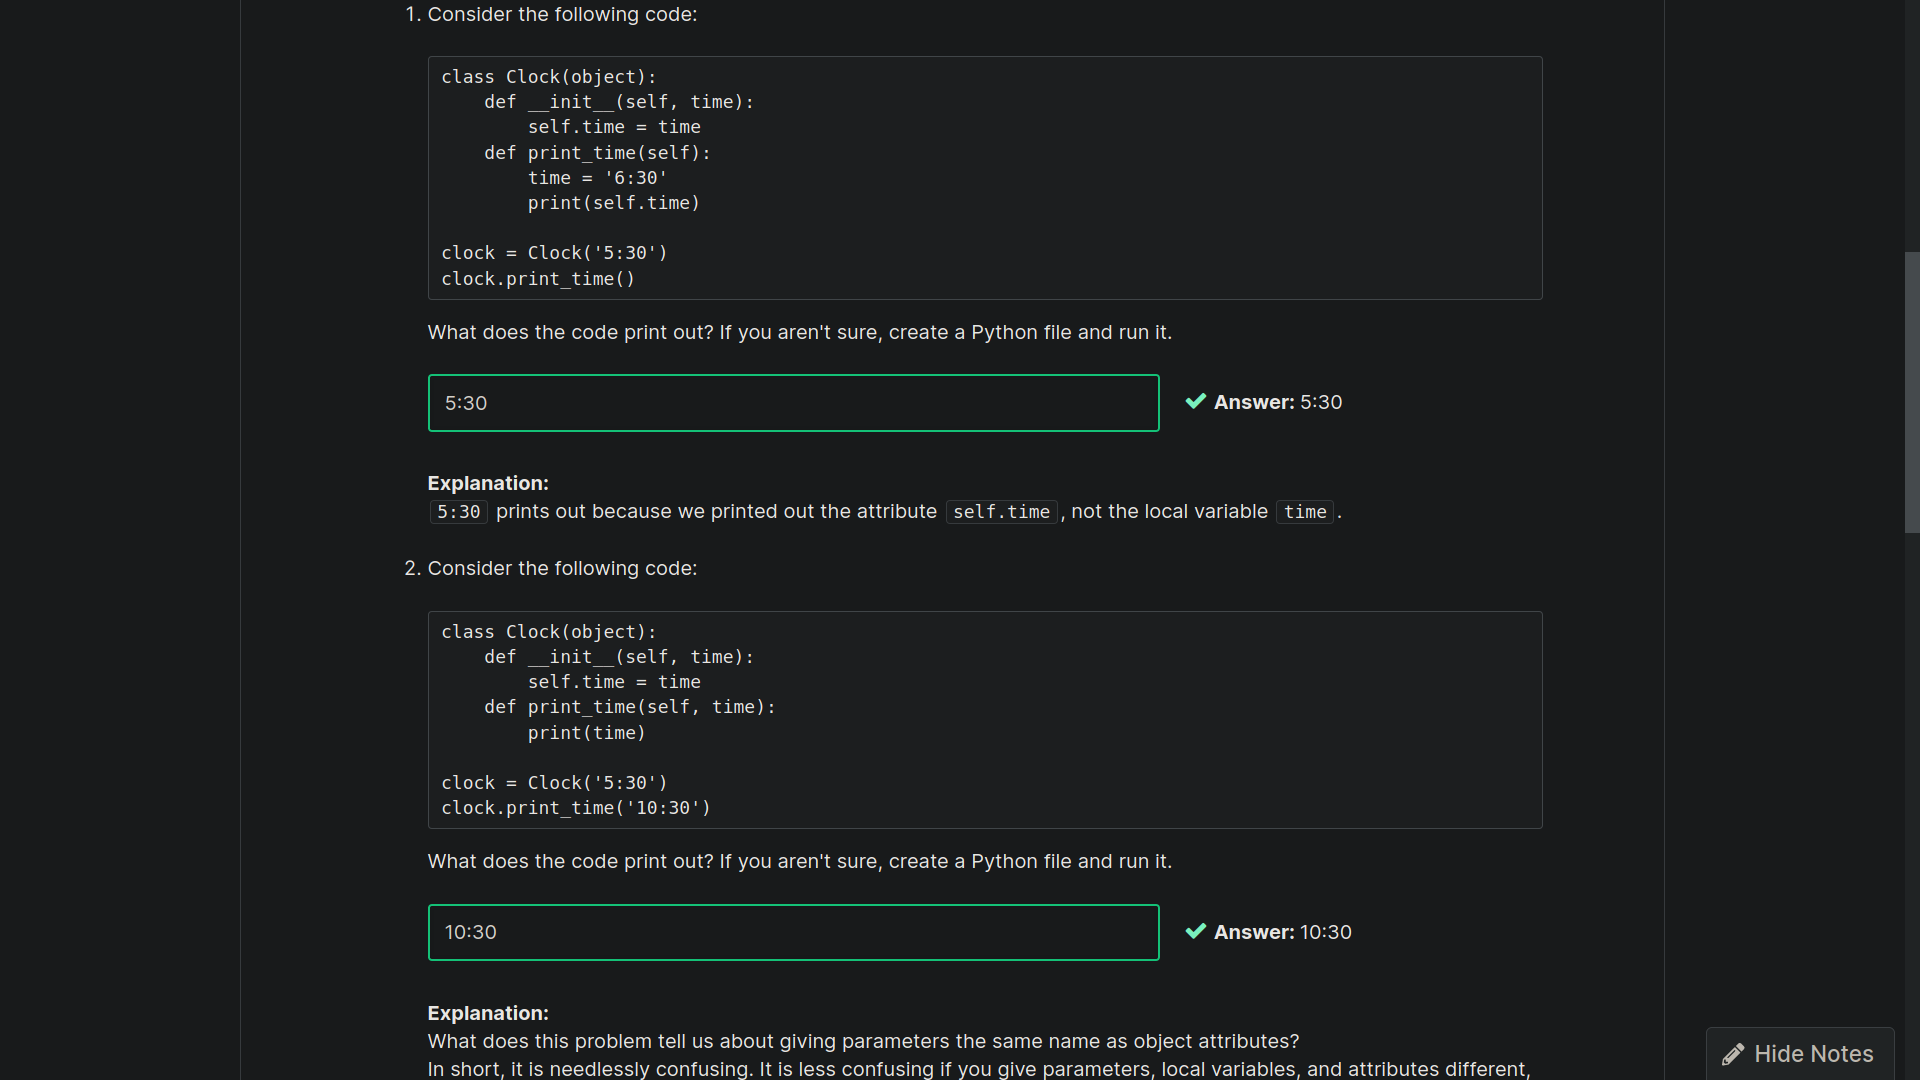 1. Consider the following code:
class Clock(object):
    def __init__(self, time):
        self.time = time
    def print_time(self):
        time = '6:30'
        print(self.time)

clock = Clock('5:30')
clock.print_time()
What does the code print out? If you aren't sure, create a Python file and run it.
5:30
✔ Answer: 5:30
Explanation:
5:30 prints out because we printed out the attribute self.time, not the local variable time.
2. Consider the following code:
class Clock(object):
    def __init__(self, time):
        self.time = time
    def print_time(self, time):
        print(time)

clock = Clock('5:30')
clock.print_time('10:30')
What does the code print out? If you aren't sure, create a Python file and run it.
10:30
✔ Answer: 10:30
Explanation:
What does this problem tell us about giving parameters the same name as object attributes?
In short, it is needlessly confusing. It is less confusing if you give parameters, local variables, and attributes different,
Hide Notes